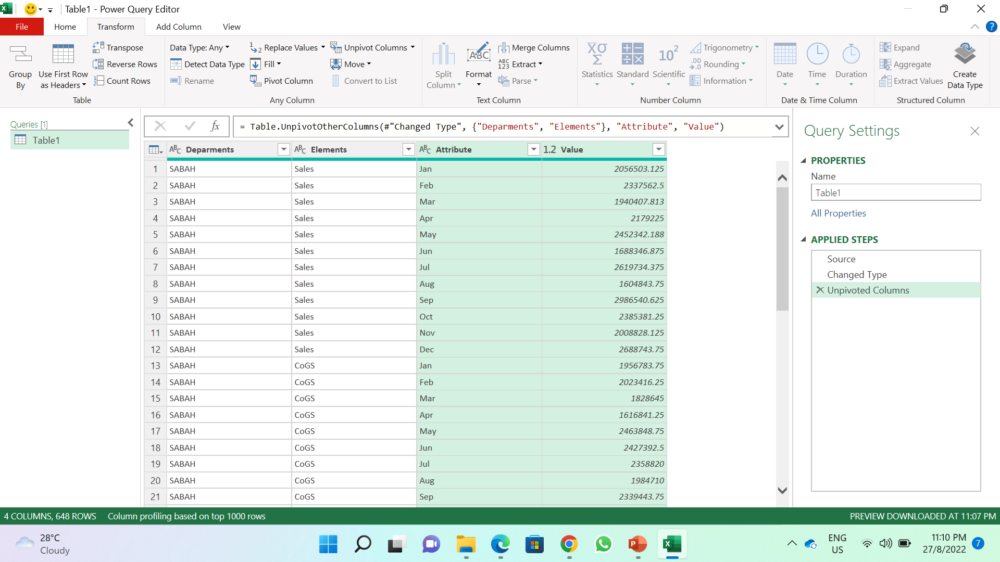 Table1 - Power Query Editor
File Home Transform Add Column View
Group By
Use First Row as Headers
Transpose
Reverse Rows
Count Rows
Table
Data Type: Any
Detect Data Type
Rename
Replace Values
Fill
Pivot Column
Unpivot Columns
Move
Convert to List
Any Column
Split Column
Format
Merge Columns
Extract
Parse
Text Column
Statistics
Standard
Scientific
Trigonometry
Rounding
Information
Number Column
Date
Time
Duration
Date & Time Column
Expand
Aggregate
Extract Values
Create Data Type
Structured Column
Queries [1]
Table1
fx
= Table.UnpivotOtherColumns(#"Changed Type", {"Deparments", "Elements"}, "Attribute", "Value")
Deparments Elements Attribute 1.2 Value
1 SABAH Sales Jan 2056503.125
2 SABAH Sales Feb 2337562.5
3 SABAH Sales Mar 1940407.813
4 SABAH Sales Apr 2179225
5 SABAH Sales May 2452342.188
6 SABAH Sales Jun 1688346.875
7 SABAH Sales Jul 2619734.375
8 SABAH Sales Aug 1604843.75
9 SABAH Sales Sep 2986540.625
10 SABAH Sales Oct 2385381.25
11 SABAH Sales Nov 2008828.125
12 SABAH Sales Dec 2688743.75
13 SABAH CoGS Jan 1956783.75
14 SABAH CoGS Feb 2023416.25
15 SABAH CoGS Mar 1828645
16 SABAH CoGS Apr 1616841.25
17 SABAH CoGS May 2463848.75
18 SABAH CoGS Jun 2427392.5
19 SABAH CoGS Jul 2358820
20 SABAH CoGS Aug 1984710
21 SABAH CoGS Sep 2339443.75
Query Settings
PROPERTIES
Name
Table1
All Properties
APPLIED STEPS
Source
Changed Type
Unpivoted Columns
4 COLUMNS, 648 ROWS Column profiling based on top 1000 rows
PREVIEW DOWNLOADED AT 11:07 PM
28°C
Cloudy
ENG
US
11:10 PM
27/8/2022
7